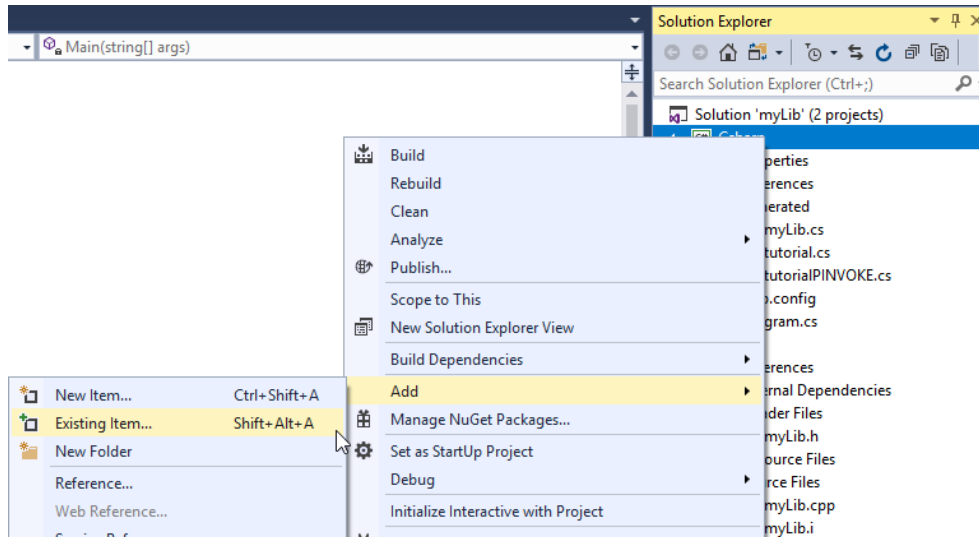 Main(string[] args)
Solution Explorer
Search Solution Explorer (Ctrl+;)
Solution 'myLib' (2 projects)
Build
Rebuild
Clean
Analyze
Publish...
Scope to This
New Solution Explorer View
Build Dependencies
Add
Manage NuGet Packages...
Set as StartUp Project
Debug
Initialize Interactive with Project
New Item... Ctrl+Shift+A
Existing Item... Shift+Alt+A
New Folder
Reference...
Web Reference...
perties
erences
nerated
myLib.cs
tutorial.cs
tutorialPINVOKE.cs
.config
gram.cs
erences
rnal Dependencies
der Files
myLib.h
ource Files
rce Files
myLib.cpp
myLib.i